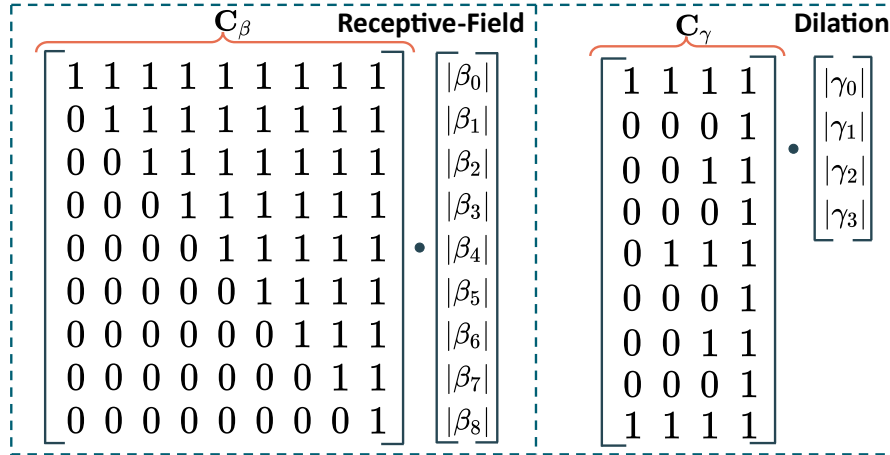 C_β Receptive-Field
1 1 1 1 1 1 1 1 1 |β_0|
0 1 1 1 1 1 1 1 1 |β_1|
0 0 1 1 1 1 1 1 1 |β_2|
0 0 0 1 1 1 1 1 1 |β_3|
0 0 0 0 1 1 1 1 1 • |β_4|
0 0 0 0 0 1 1 1 1 |β_5|
0 0 0 0 0 0 1 1 1 |β_6|
0 0 0 0 0 0 0 1 1 |β_7|
0 0 0 0 0 0 0 0 1 |β_8|
C_γ Dilation
1 1 1 1 |γ_0|
0 0 0 1 |γ_1|
0 0 1 1 • |γ_2|
0 0 0 1 |γ_3|
0 1 1 1
0 0 0 1
0 0 1 1
0 0 0 1
1 1 1 1